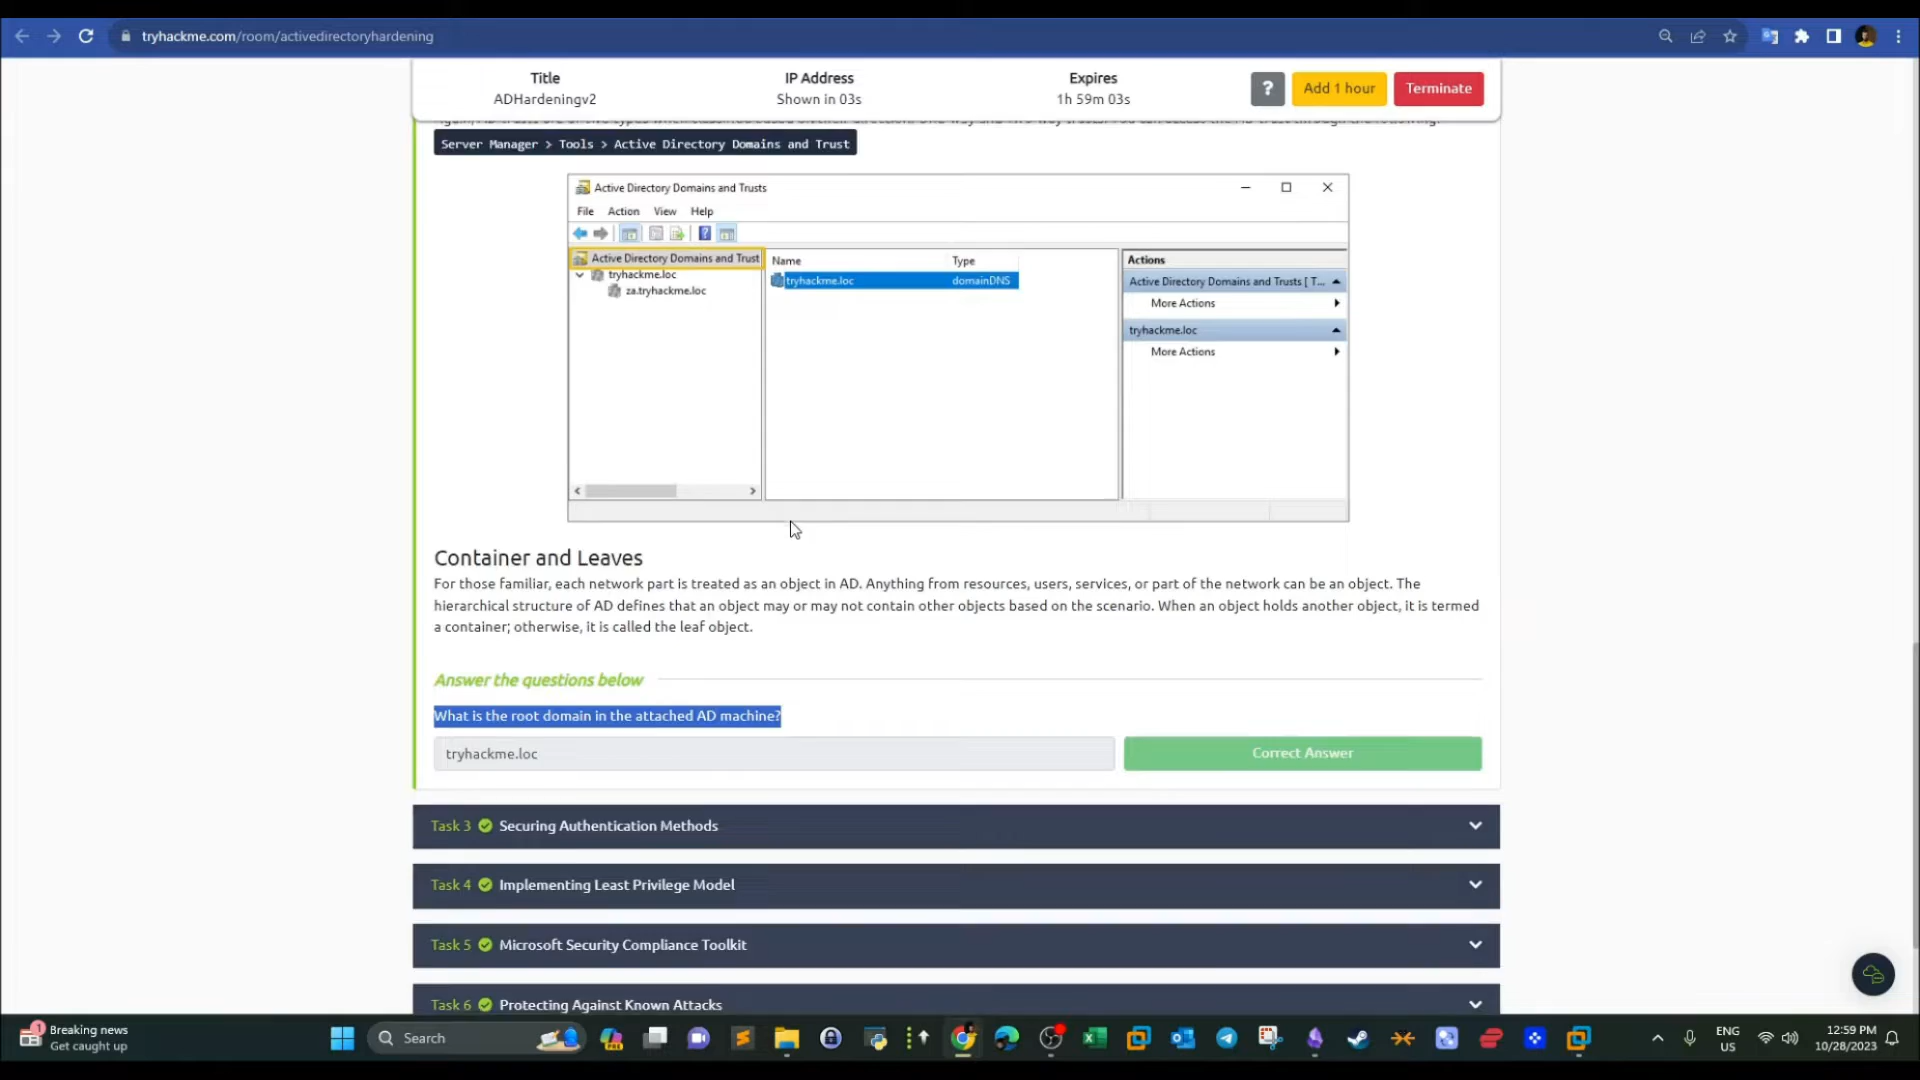 tryhackme.com/room/activedirectoryhardening
Title
IP Address
Expires
ADHardeningv2
Shown in 03s
1h 59m 03s
?
Add 1 hour
Terminate
Server Manager > Tools > Active Directory Domains and Trust
Active Directory Domains and Trusts
File Action View Help
Active Directory Domains and Trust
tryhackme.loc
za.tryhackme.loc
Name
Type
tryhackme.loc
domainDNS
Actions
Active Directory Domains and Trusts [ T...
More Actions
tryhackme.loc
More Actions
Container and Leaves
For those familiar, each network part is treated as an object in AD. Anything from resources, users, services, or part of the network can be an object. The
hierarchical structure of AD defines that an object may or may not contain other objects based on the scenario. When an object holds another object, it is termed
a container; otherwise, it is called the leaf object.
Answer the questions below
What is the root domain in the attached AD machine?
tryhackme.loc
Correct Answer
Task 3 Securing Authentication Methods
Task 4 Implementing Least Privilege Model
Task 5 Microsoft Security Compliance Toolkit
Task 6 Protecting Against Known Attacks
1
Breaking news
Get caught up
Search
ENG
US
12:59 PM
10/28/2023